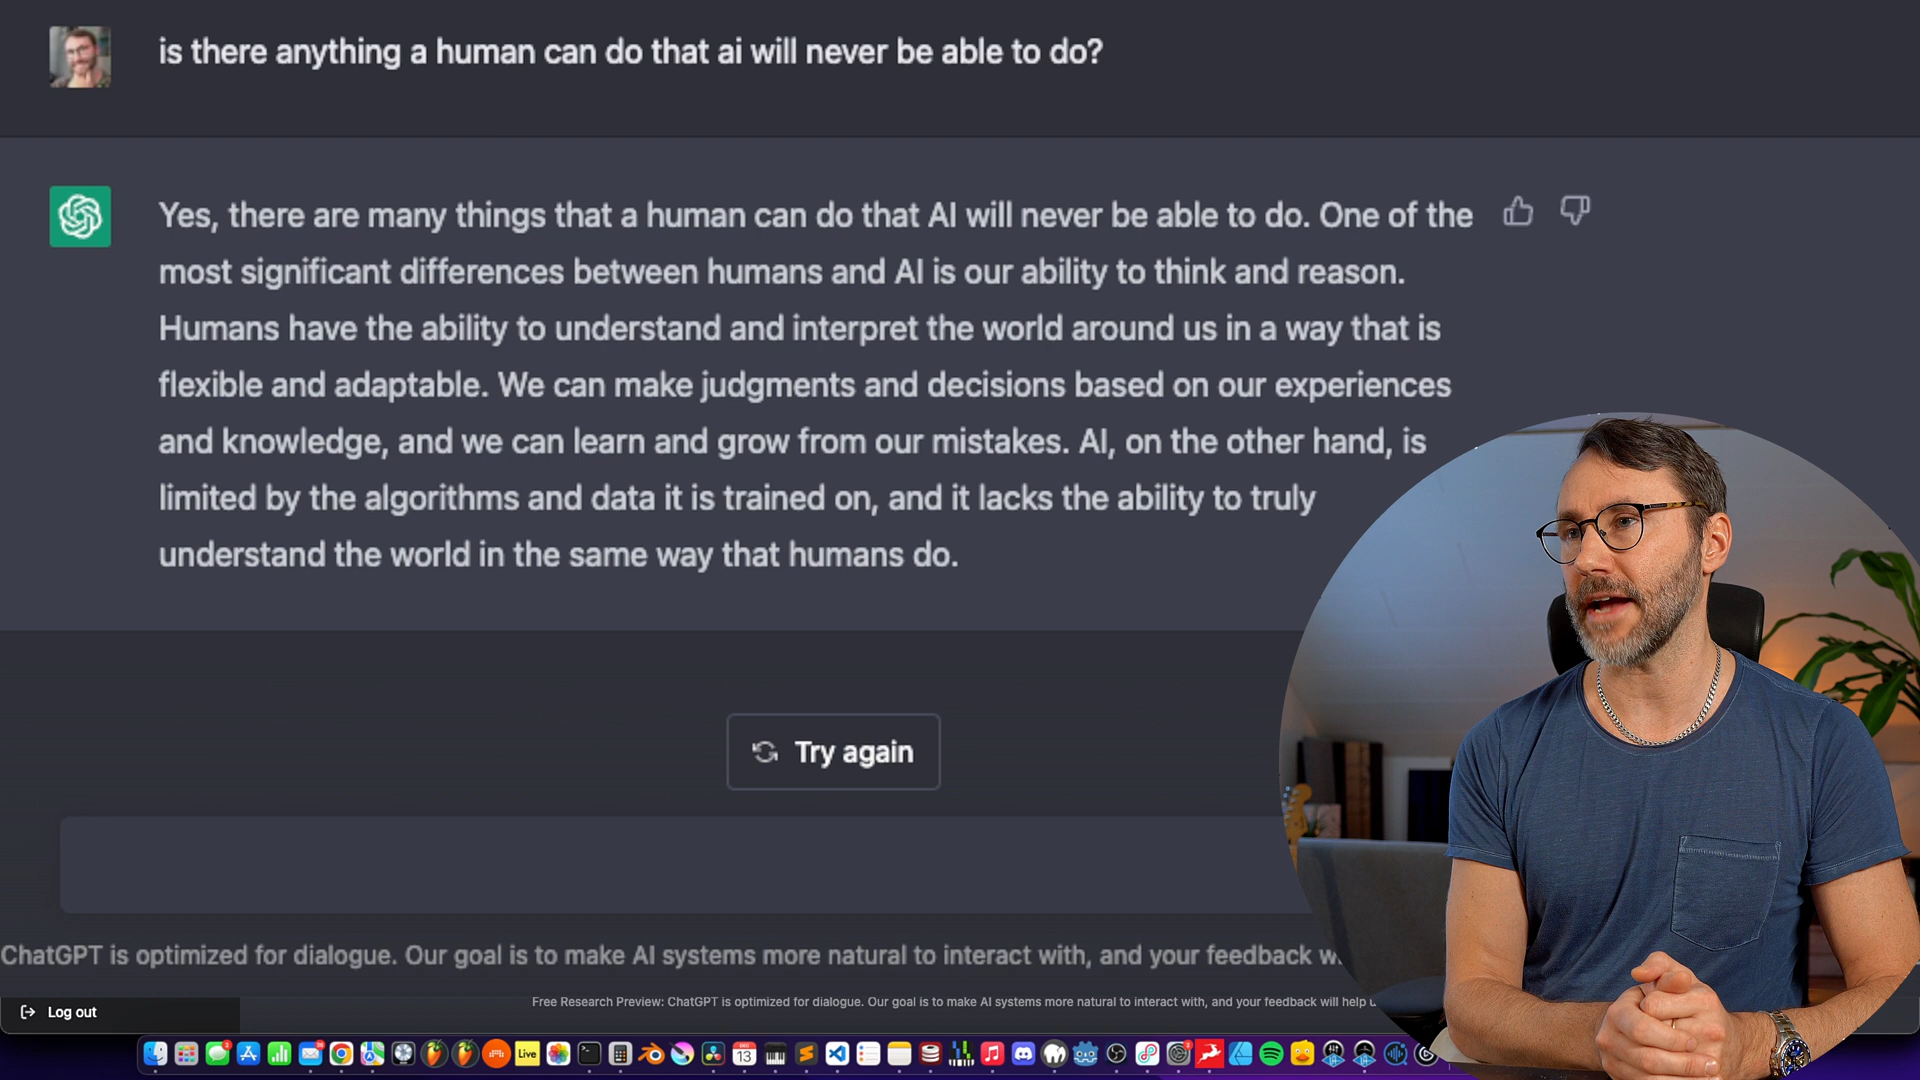 is there anything a human can do that ai will never be able to do?
Yes, there are many things that a human can do that AI will never be able to do. One of the
most significant differences between humans and AI is our ability to think and reason.
Humans have the ability to understand and interpret the world around us in a way that is
flexible and adaptable. We can make judgments and decisions based on our experiences
and knowledge, and we can learn and grow from our mistakes. AI, on the other hand, is
limited by the algorithms and data it is trained on, and it lacks the ability to truly
understand the world in the same way that humans do.
Try again
ChatGPT is optimized for dialogue. Our goal is to make AI systems more natural to interact with, and your feedback
Free Research Preview: ChatGPT is optimized for dialogue. Our goal is to make AI systems more natural to interact with, and your feedback will help
Log out
Live
13